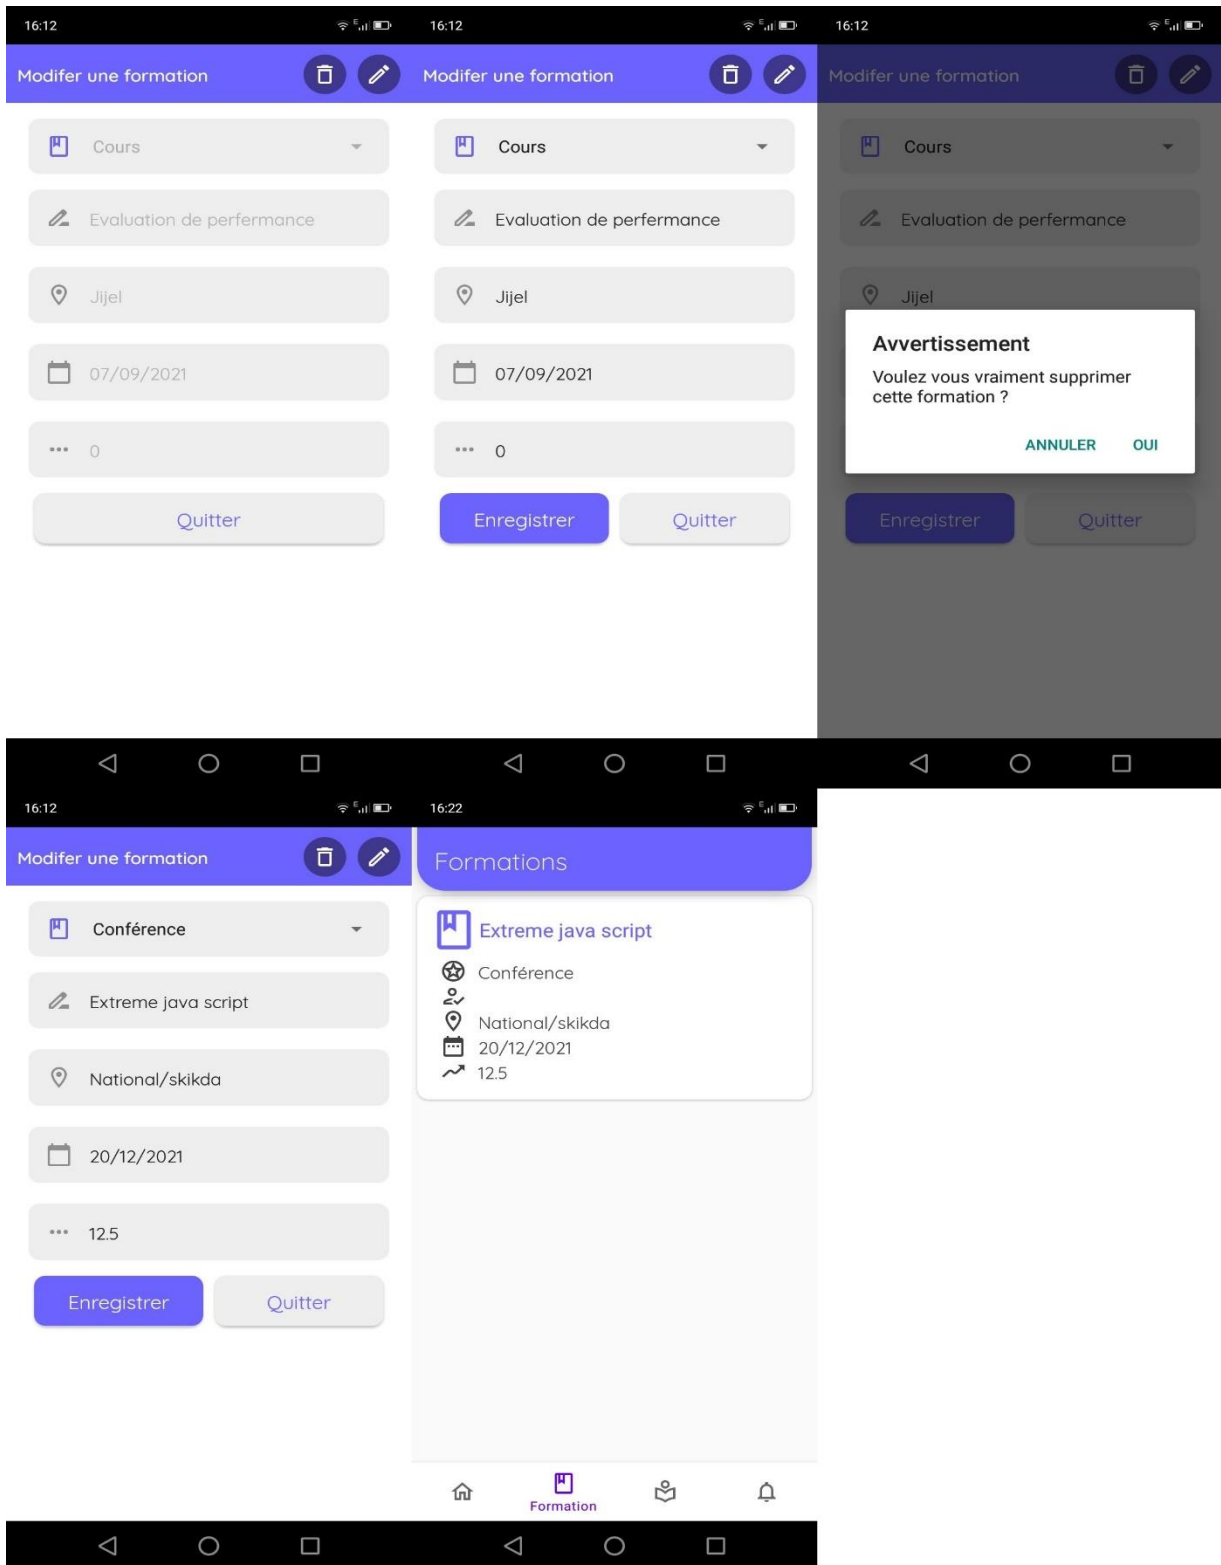 16:12
E
Modifer une formation
Cours
Evaluation de perfermance
Jijel
07/09/2021
0
Quitter
16:12
E
Modifer une formation
Cours
Evaluation de perfermance
Jijel
07/09/2021
0
Enregistrer
Quitter
16:12
E
Modifer une formation
Cours
Evaluation de perfermance
Jijel
Avvertissement
Voulez vous vraiment supprimer
cette formation ?
ANNULER OUI
Enregistrer
Quitter
16:12
E
Modifer une formation
Conférence
Extreme java script
National/skikda
20/12/2021
12.5
Enregistrer
Quitter
16:22
E
Formations
Extreme java script
Conférence
National/skikda
20/12/2021
12.5
Formation